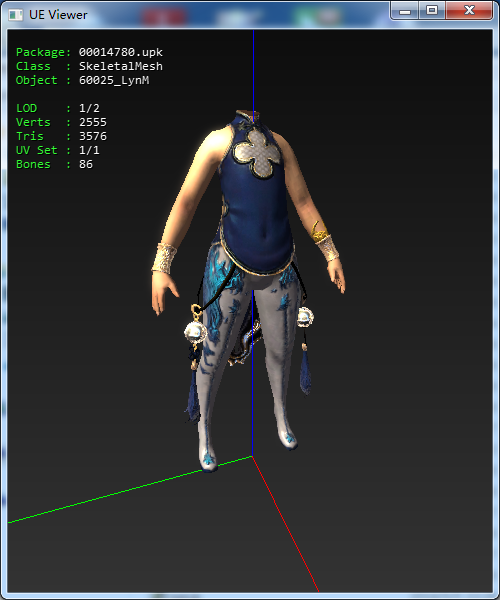 UE Viewer
Package: 00014780.upk
Class : SkeletalMesh
Object : 60025_LynM
LOD : 1/2
Verts : 2555
Tris : 3576
UV Set : 1/1
Bones : 86